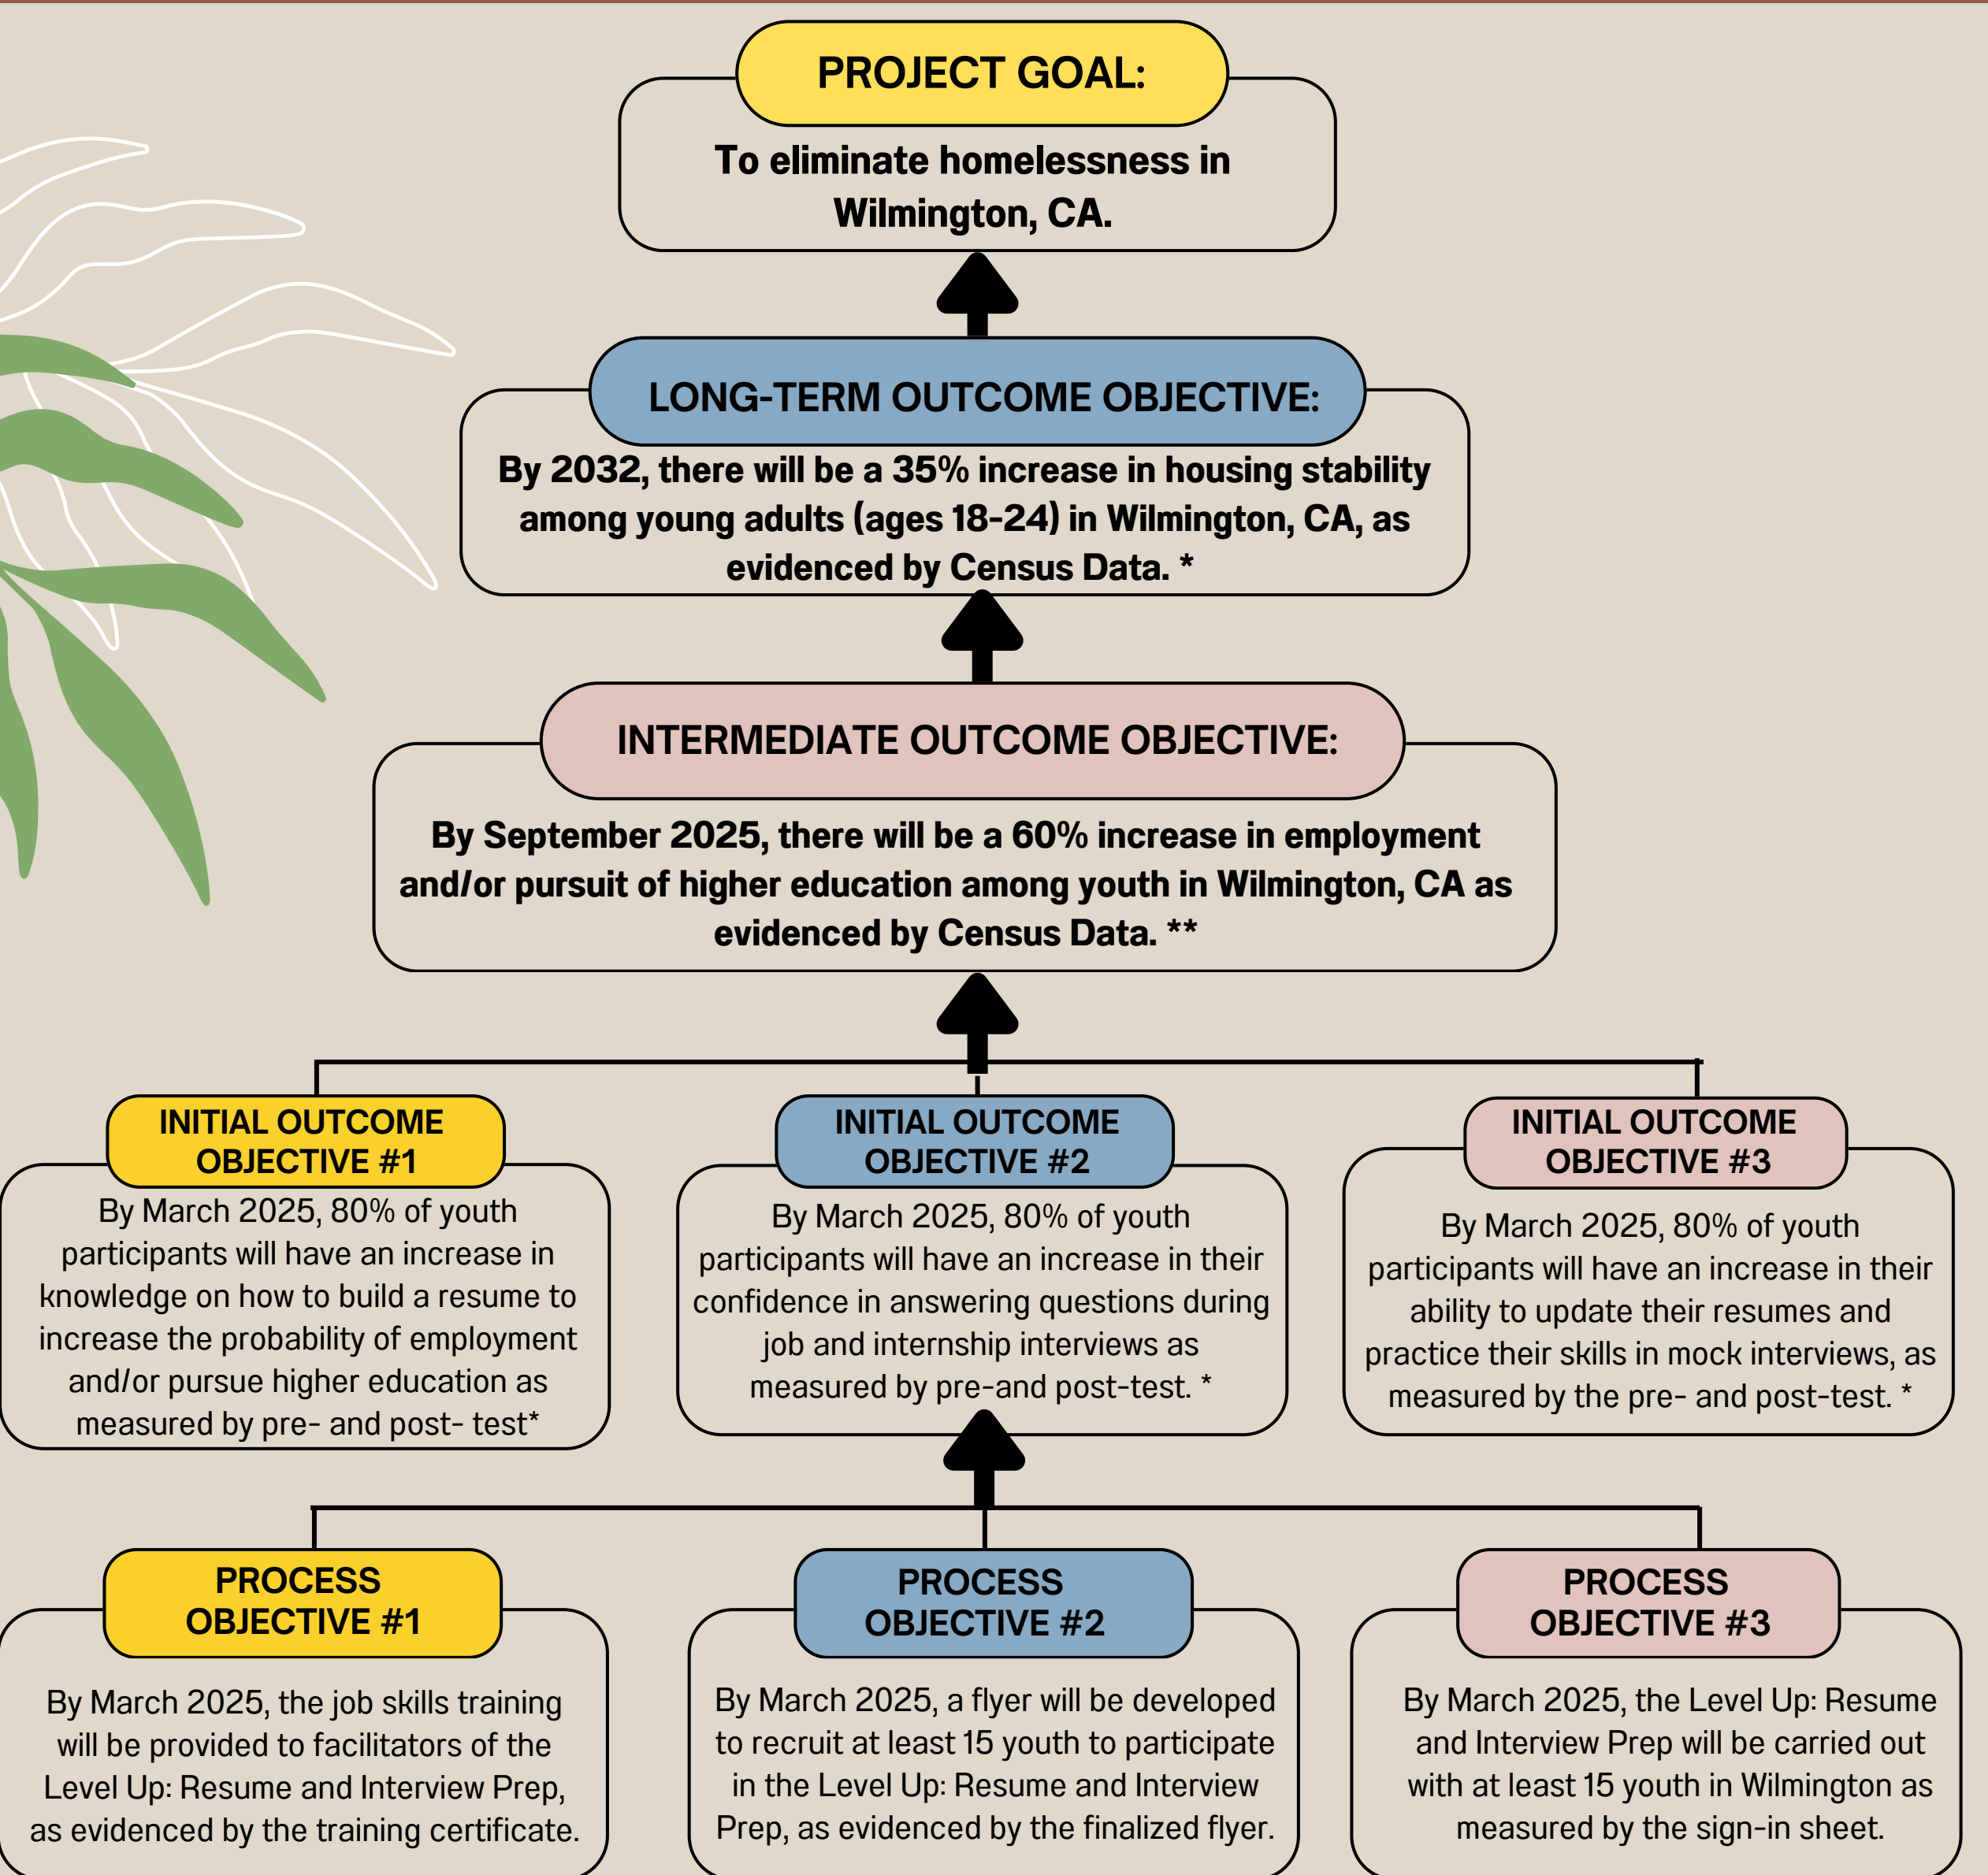 PROJECT GOAL:
To eliminate homelessness in
Wilmington, CA.
LONG-TERM OUTCOME OBJECTIVE:
By 2032, there will be a 35% increase in housing stability
among young adults (ages 18-24) in Wilmington, CA, as
evidenced by Census Data. *
INTERMEDIATE OUTCOME OBJECTIVE:
By September 2025, there will be a 60% increase in employment
and/or pursuit of higher education among youth in Wilmington, CA as
evidenced by Census Data. **
INITIAL OUTCOME
OBJECTIVE #1
By March 2025, 80% of youth
participants will have an increase in
knowledge on how to build a resume to
increase the probability of employment
and/or pursue higher education as
measured by pre- and post- test*
INITIAL OUTCOME
OBJECTIVE #2
By March 2025, 80% of youth
participants will have an increase in their
confidence in answering questions during
job and internship interviews as
measured by pre-and post-test. *
INITIAL OUTCOME
OBJECTIVE #3
By March 2025, 80% of youth
participants will have an increase in their
ability to update their resumes and
practice their skills in mock interviews, as
measured by the pre- and post-test. *
PROCESS
OBJECTIVE #1
By March 2025, the job skills training
will be provided to facilitators of the
Level Up: Resume and Interview Prep,
as evidenced by the training certificate.
PROCESS
OBJECTIVE #2
By March 2025, a flyer will be developed
to recruit at least 15 youth to participate
in the Level Up: Resume and Interview
Prep, as evidenced by the finalized flyer.
PROCESS
OBJECTIVE #3
By March 2025, the Level Up: Resume
and Interview Prep will be carried out
with at least 15 youth in Wilmington as
measured by the sign-in sheet.